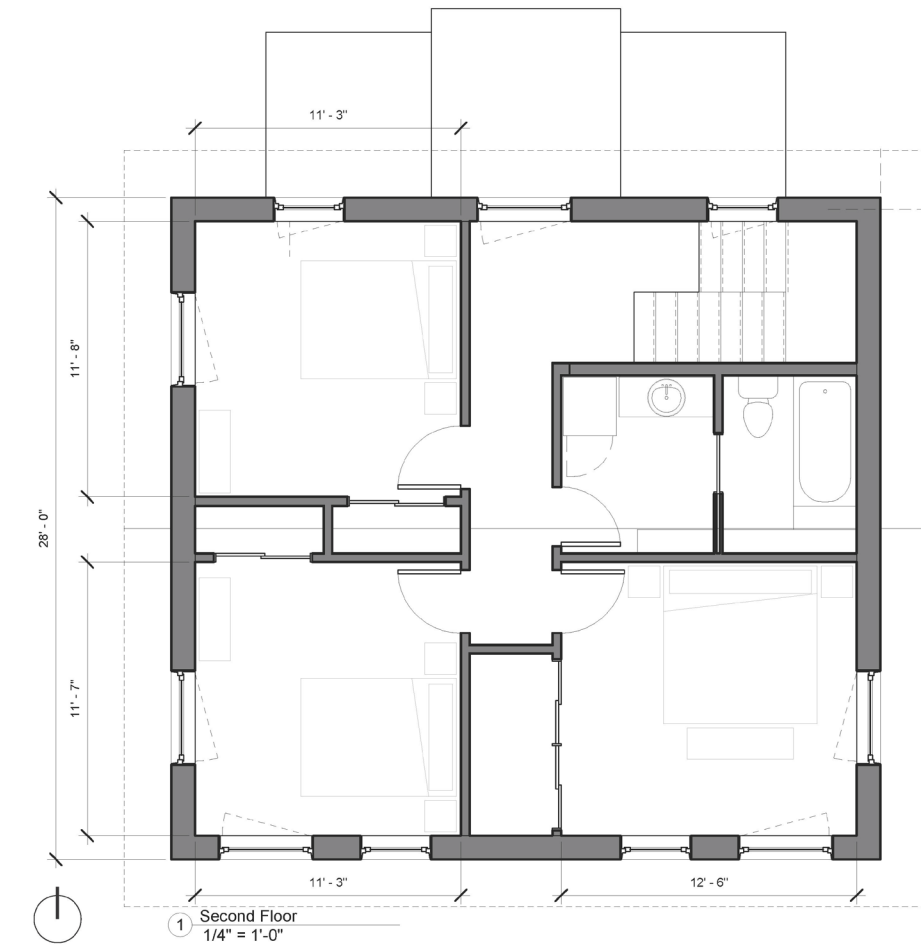 11' - 3"
11' - 8"
28' - 0"
11' - 7"
11' - 3"
12' - 6"
1
Second Floor
1/4" = 1'-0"